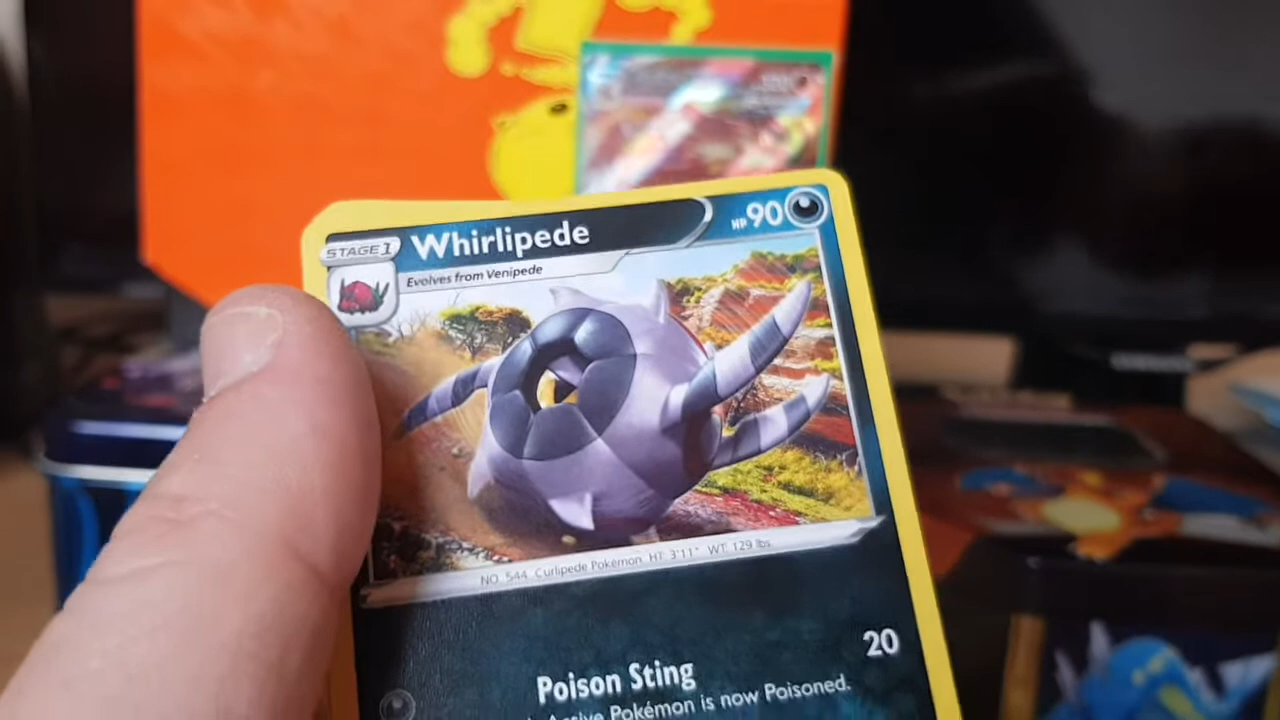 STAGE 1 Whirlipede HP 90
Evolves from Venipede
NO. 544 Curlipede Pokémon HT: 3'11" WT: 129 lbs
Poison Sting 20
Active Pokémon is now Poisoned.